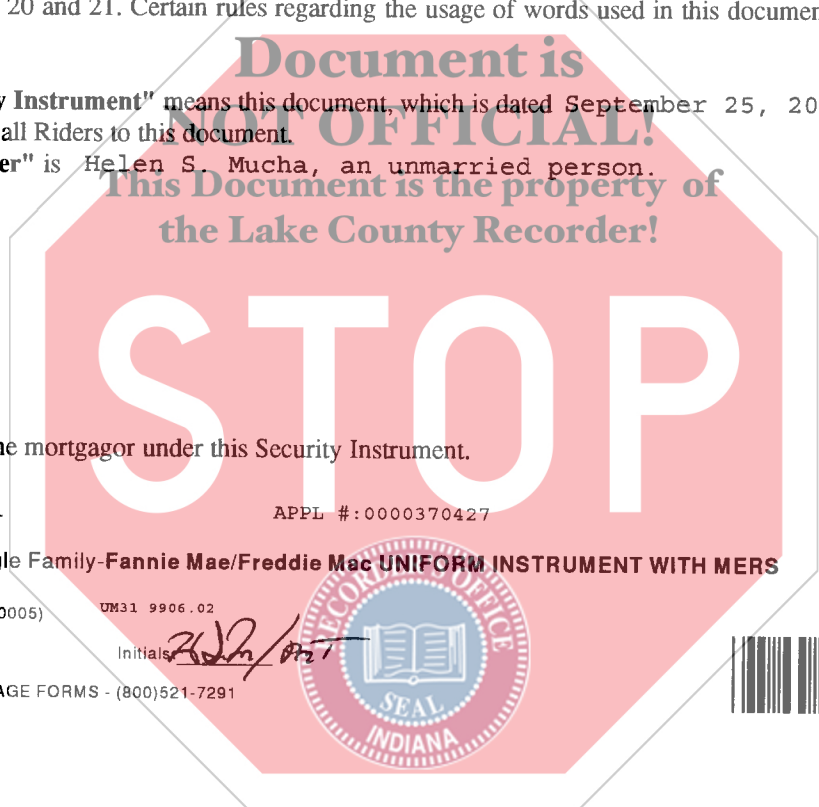 20 and 21. Certain rules regarding the usage of words used in this documen
Document is
y Instrument" means this document, which is dated September 25, 20
NOT OFFICIAL!
all Riders to this document.
er" is Helen S. Mucha, an unmarried person.
This Document is the property of
the Lake County Recorder!
STOP
e mortgagor under this Security Instrument.
APPL #:0000370427
gle Family-Fannie Mae/Freddie Mac UNIFORM INSTRUMENT WITH MERS
0005)
UM31 9906.02
Initials
AGE FORMS - (800)521-7291
RECORDER'S OFFICE
SEAL
INDIANA